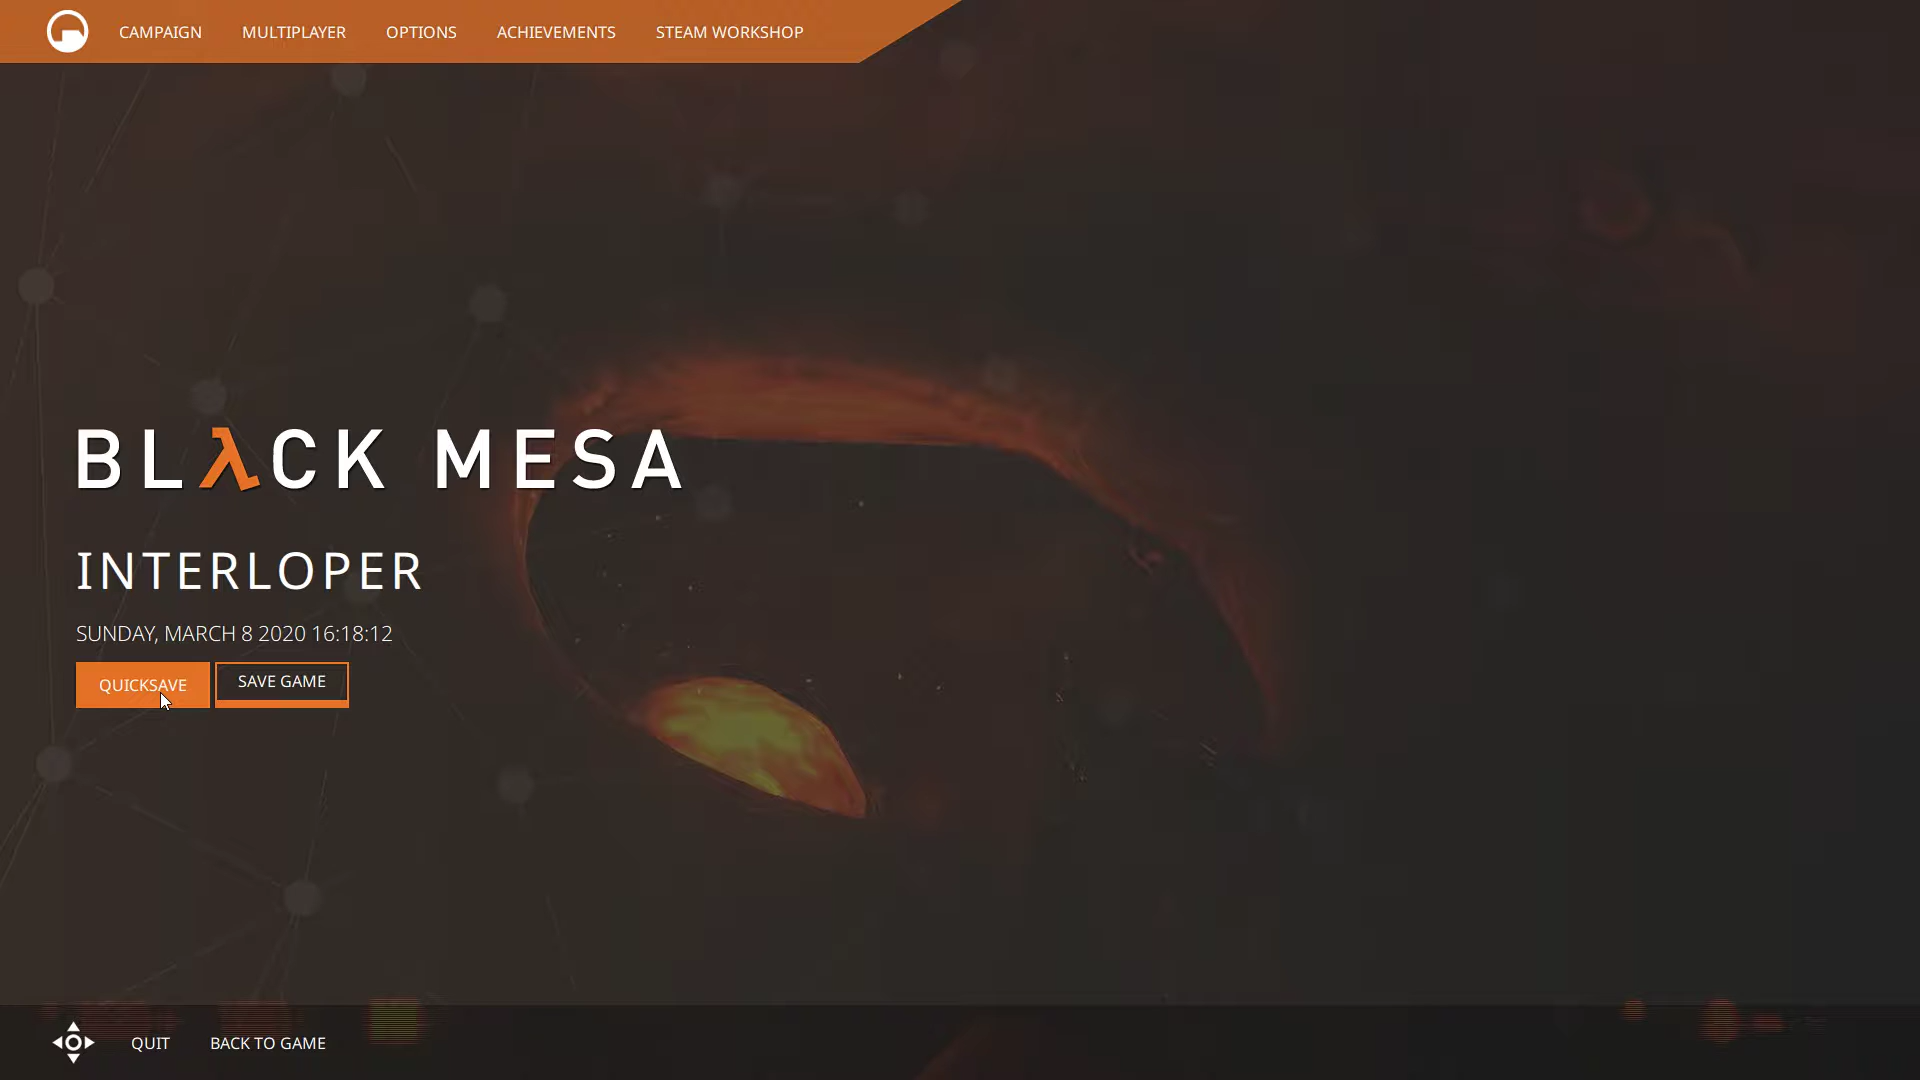 CAMPAIGN MULTIPLAYER OPTIONS ACHIEVEMENTS STEAM WORKSHOP
BLλCK MESA
INTERLOPER
SUNDAY, MARCH 8 2020 16:18:12
QUICKSAVE SAVE GAME
QUIT BACK TO GAME